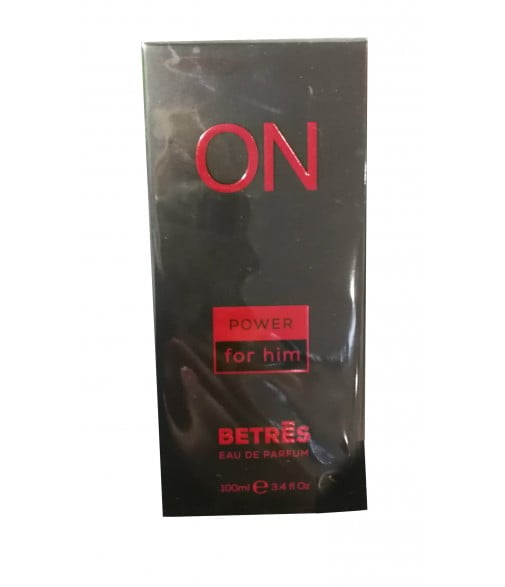 ON
POWER
for him
BETRĒS
EAU DE PARFUM
100ml ℮ 3.4 fl Oz